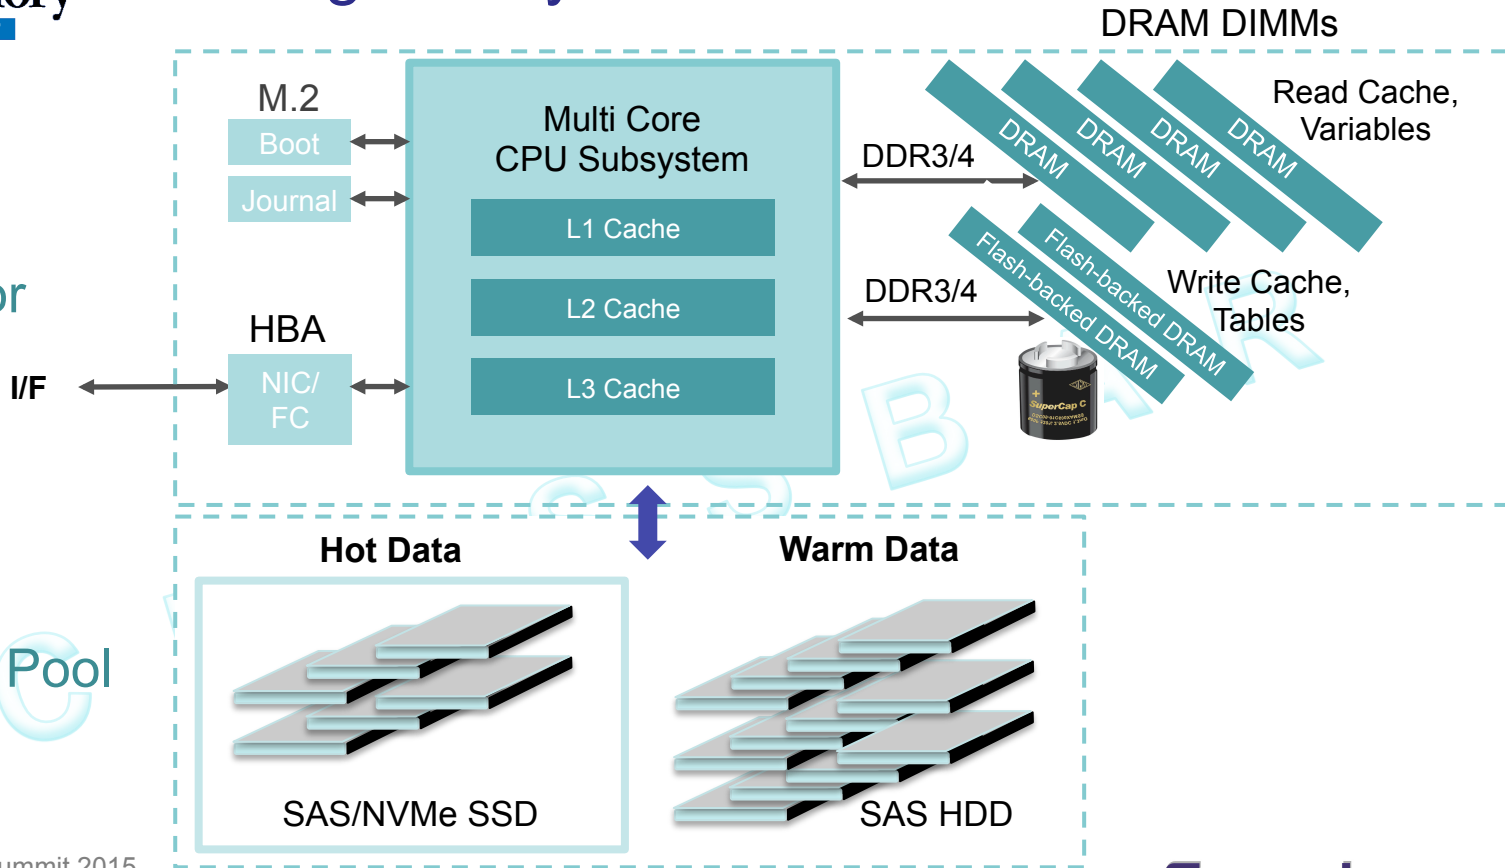 DRAM DIMMs
M.2
Boot
Journal
Multi Core
CPU Subsystem
L1 Cache
L2 Cache
L3 Cache
DDR3/4
DRAM
DRAM
DRAM
DRAM
Read Cache,
Variables
DDR3/4
Flash-backed DRAM
Flash-backed DRAM
Write Cache,
Tables
SuperCap C
HBA
I/F
NIC/
FC
Hot Data
Warm Data
Pool
SAS/NVMe SSD
SAS HDD
2015